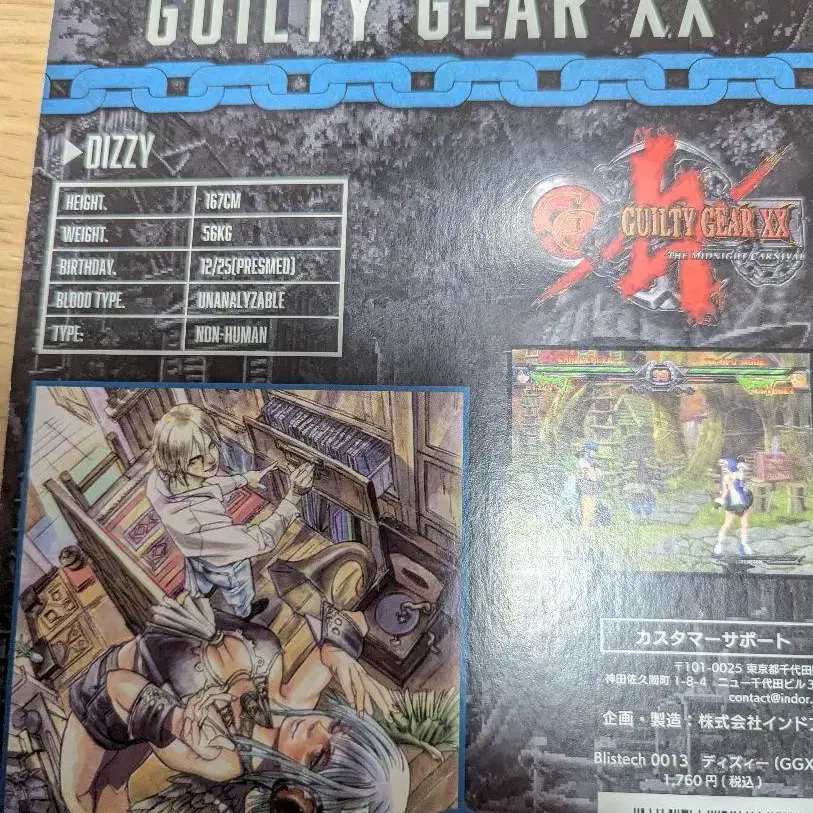 GUILTY GEAR XX
▶DIZZY
HEIGHT. 167CM
WEIGHT. 56KG
BIRTHDAY. 12/25(PRESMED)
BLOOD TYPE. UNANALYZABLE
TYPE: NON-HUMAN
GG
GUILTY GEAR XX
THE MIDNIGHT CARNIVAL
カスタマーサポート
〒101-0025 東京都千代田
神田佐久間町 1-8-4 ニュー千代田ビル3
contact@indor.
企画・製造：株式会社インド
Blistech 0013 ディズィー (GGX
1,760円(税込)